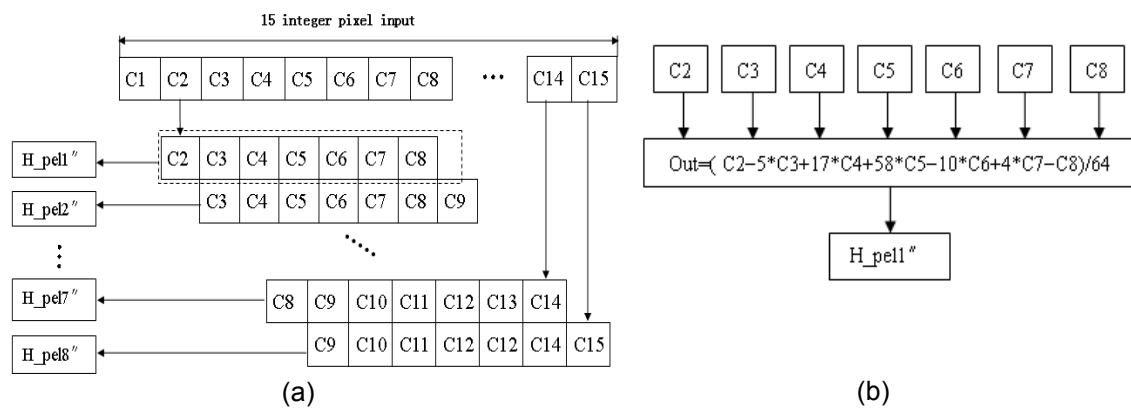 15 integer pixel input
C1 C2 C3 C4 C5 C6 C7 C8 ... C14 C15
H_pel1″ C2 C3 C4 C5 C6 C7 C8
H_pel2″ C3 C4 C5 C6 C7 C8 C9
H_pel7″ C8 C9 C10 C11 C12 C13 C14
H_pel8″ C9 C10 C11 C12 C12 C14 C15
(a)
C2 C3 C4 C5 C6 C7 C8
Out=( C2-5*C3+17*C4+58*C5-10*C6+4*C7-C8)/64
H_pel1″
(b)